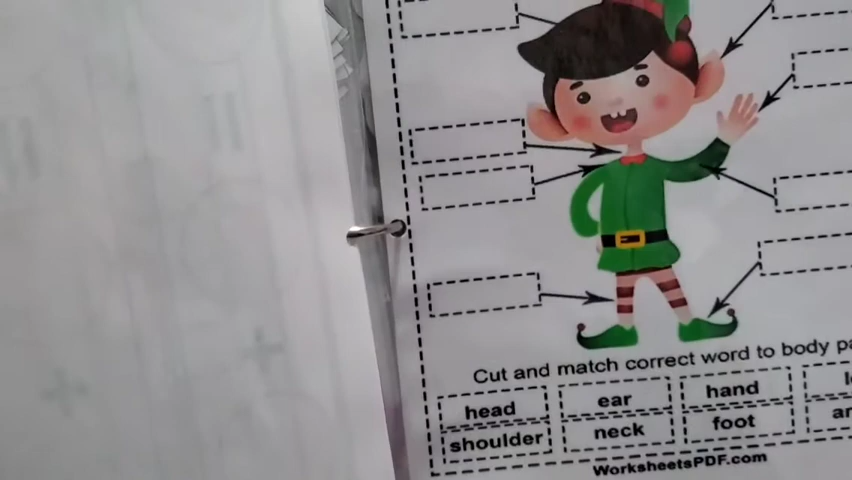 Cut and match correct word to body
head ear hand
shoulder neck foot
WorksheetsPDF.com